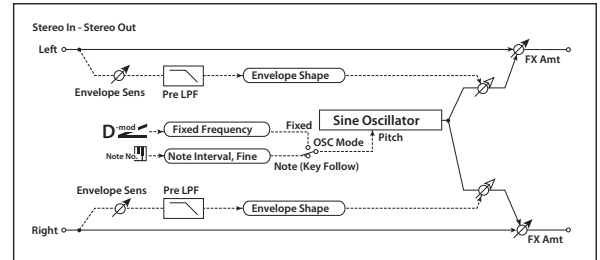 Stereo In - Stereo Out
Left
FX Amt
Envelope Sens
Pre LPF
Envelope Shape
D-mod
Fixed Frequency
Fixed
Sine Oscillator
OSC Mode
Pitch
Note No.
Note Interval, Fine
Note (Key Follow)
Envelope Sens
Pre LPF
Envelope Shape
Right
FX Amt